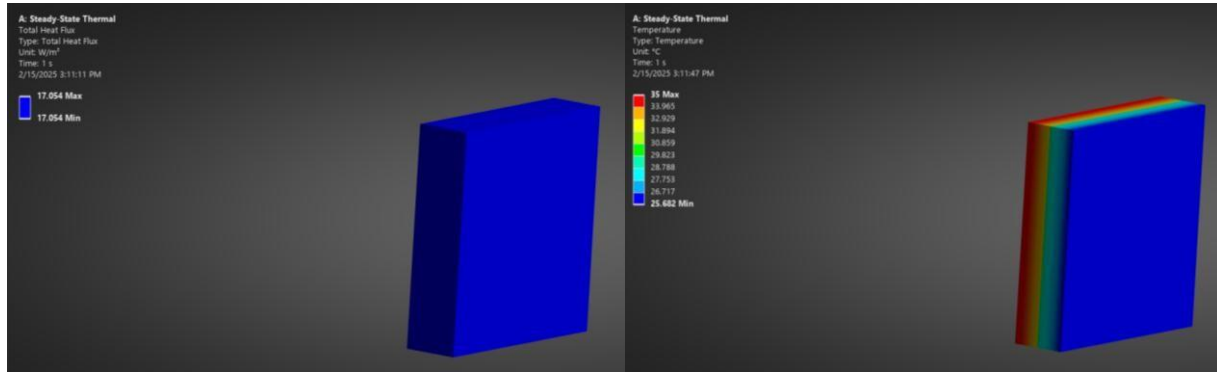 A: Steady-State Thermal
Total Heat Flux
Type: Total Heat Flux
Unit: W/m²
Time: 1 s
2/15/2025 3:11:11 PM
17.054 Max
17.054 Min
A: Steady-State Thermal
Temperature
Type: Temperature
Unit: °C
Time: 1 s
2/15/2025 3:11:47 PM
35 Max
33.965
32.929
31.894
30.859
29.823
28.788
27.753
26.717
25.682 Min